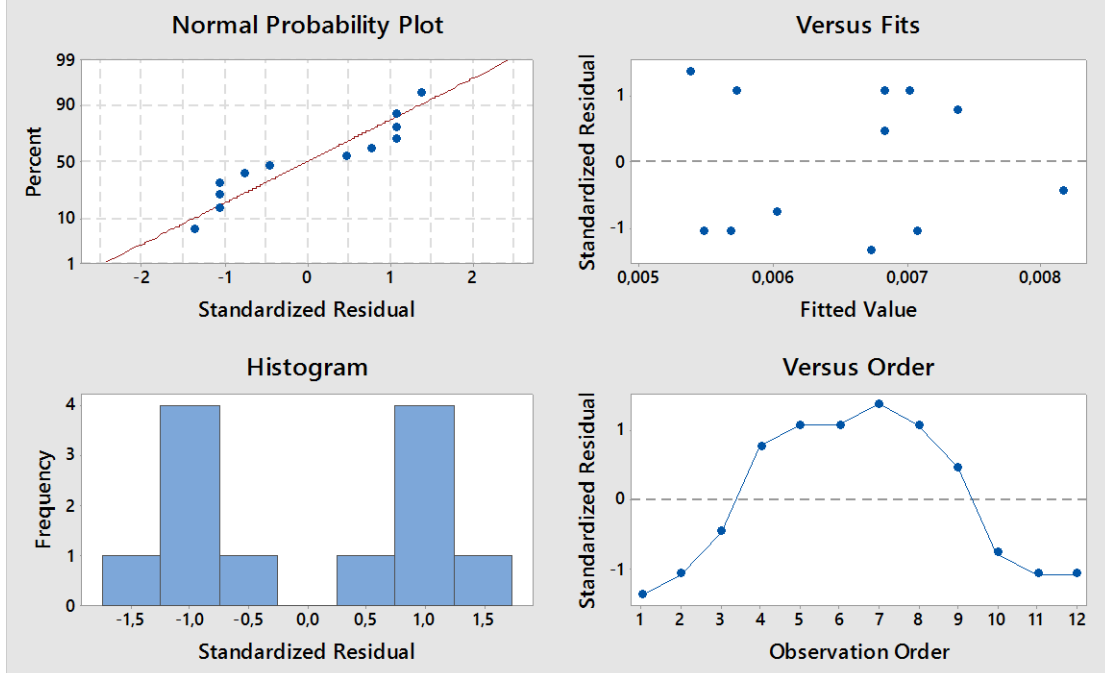 Normal Probability Plot
Percent
99
90
50
10
1
-2 -1 0 1 2
Standardized Residual
Versus Fits
Standardized Residual
1
0
-1
0,005 0,006 0,007 0,008
Fitted Value
Histogram
Frequency
4
3
2
1
0
-1,5 -1,0 -0,5 0,0 0,5 1,0 1,5
Standardized Residual
Versus Order
Standardized Residual
1
0
-1
1 2 3 4 5 6 7 8 9 10 11 12
Observation Order